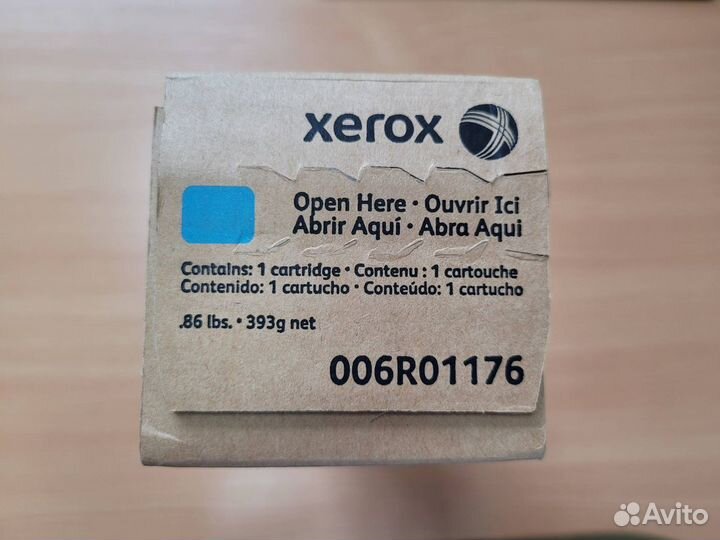 xerox
Open Here • Ouvrir Ici
Abrir Aquí • Abra Aqui
Contains: 1 cartridge • Contenu : 1 cartouche
Contenido: 1 cartucho • Conteúdo: 1 cartucho
.86 lbs. • 393g net
006R01176
Avito